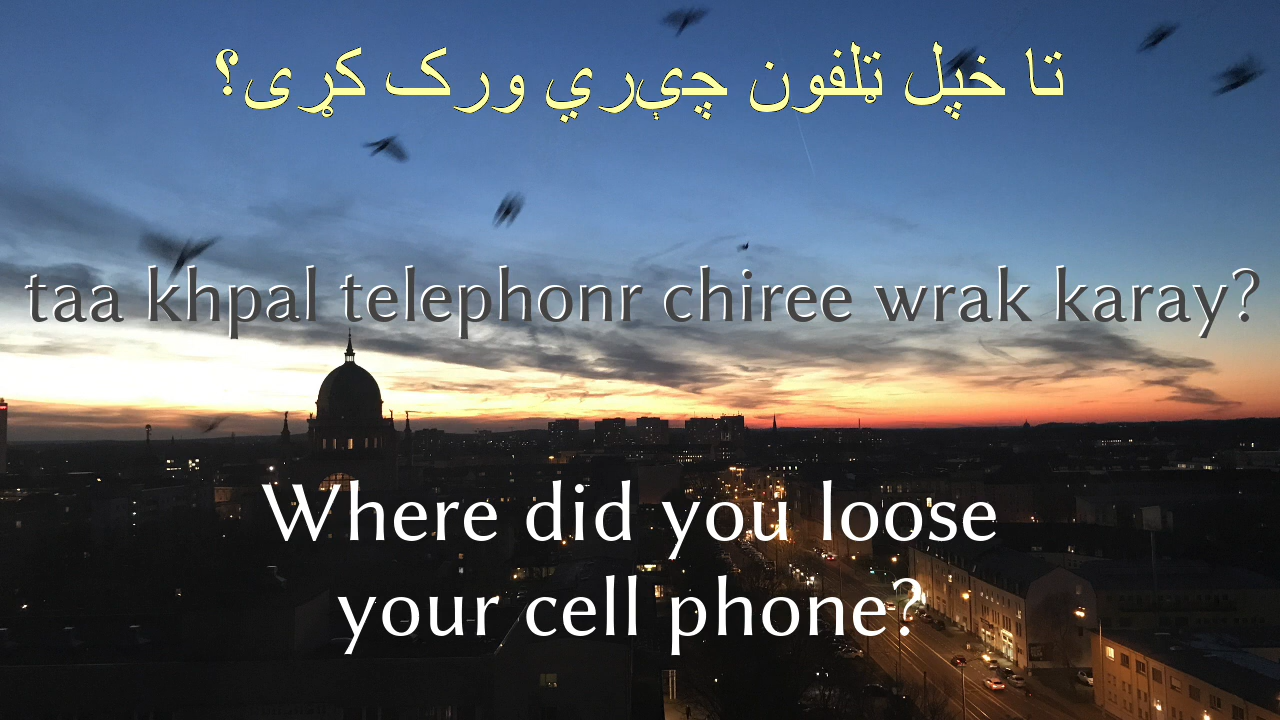 تا خپل ټلفون چېري ورک کړی؟
taa khpal telephonr chiree wrak karay?
Where did you loose
your cell phone?